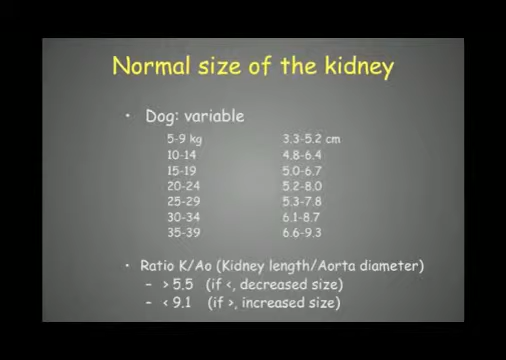 Normal size of the kidney
• Dog: variable
5-9 kg 3.3-5.2 cm
10-14 4.8-6.4
15-19 5.0-6.7
20-24 5.2-8.0
25-29 5.3-7.8
30-34 6.1-8.7
35-39 6.6-9.3
• Ratio K/Ao (Kidney length/Aorta diameter)
– > 5.5 (if <, decreased size)
– < 9.1 (if >, increased size)